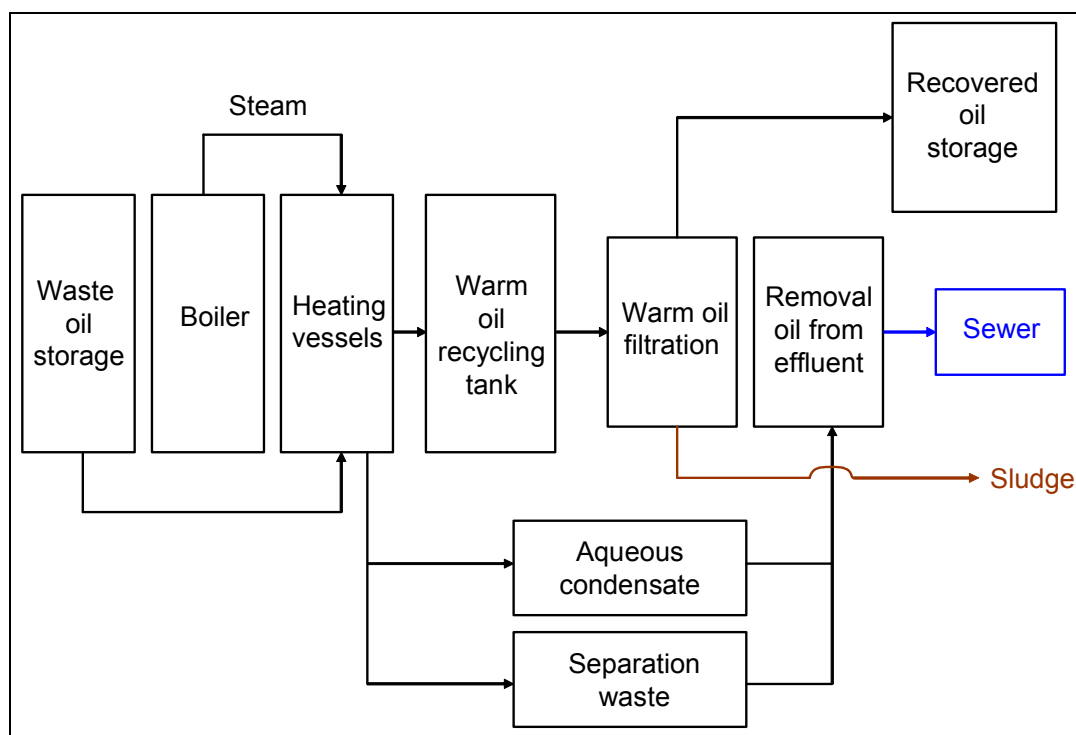 Steam
Recovered
oil
storage
Waste
oil
storage
Boiler
Heating
vessels
Warm
oil
recycling
tank
Warm oil
filtration
Removal
oil from
effluent
Sewer
Sludge
Aqueous
condensate
Separation
waste